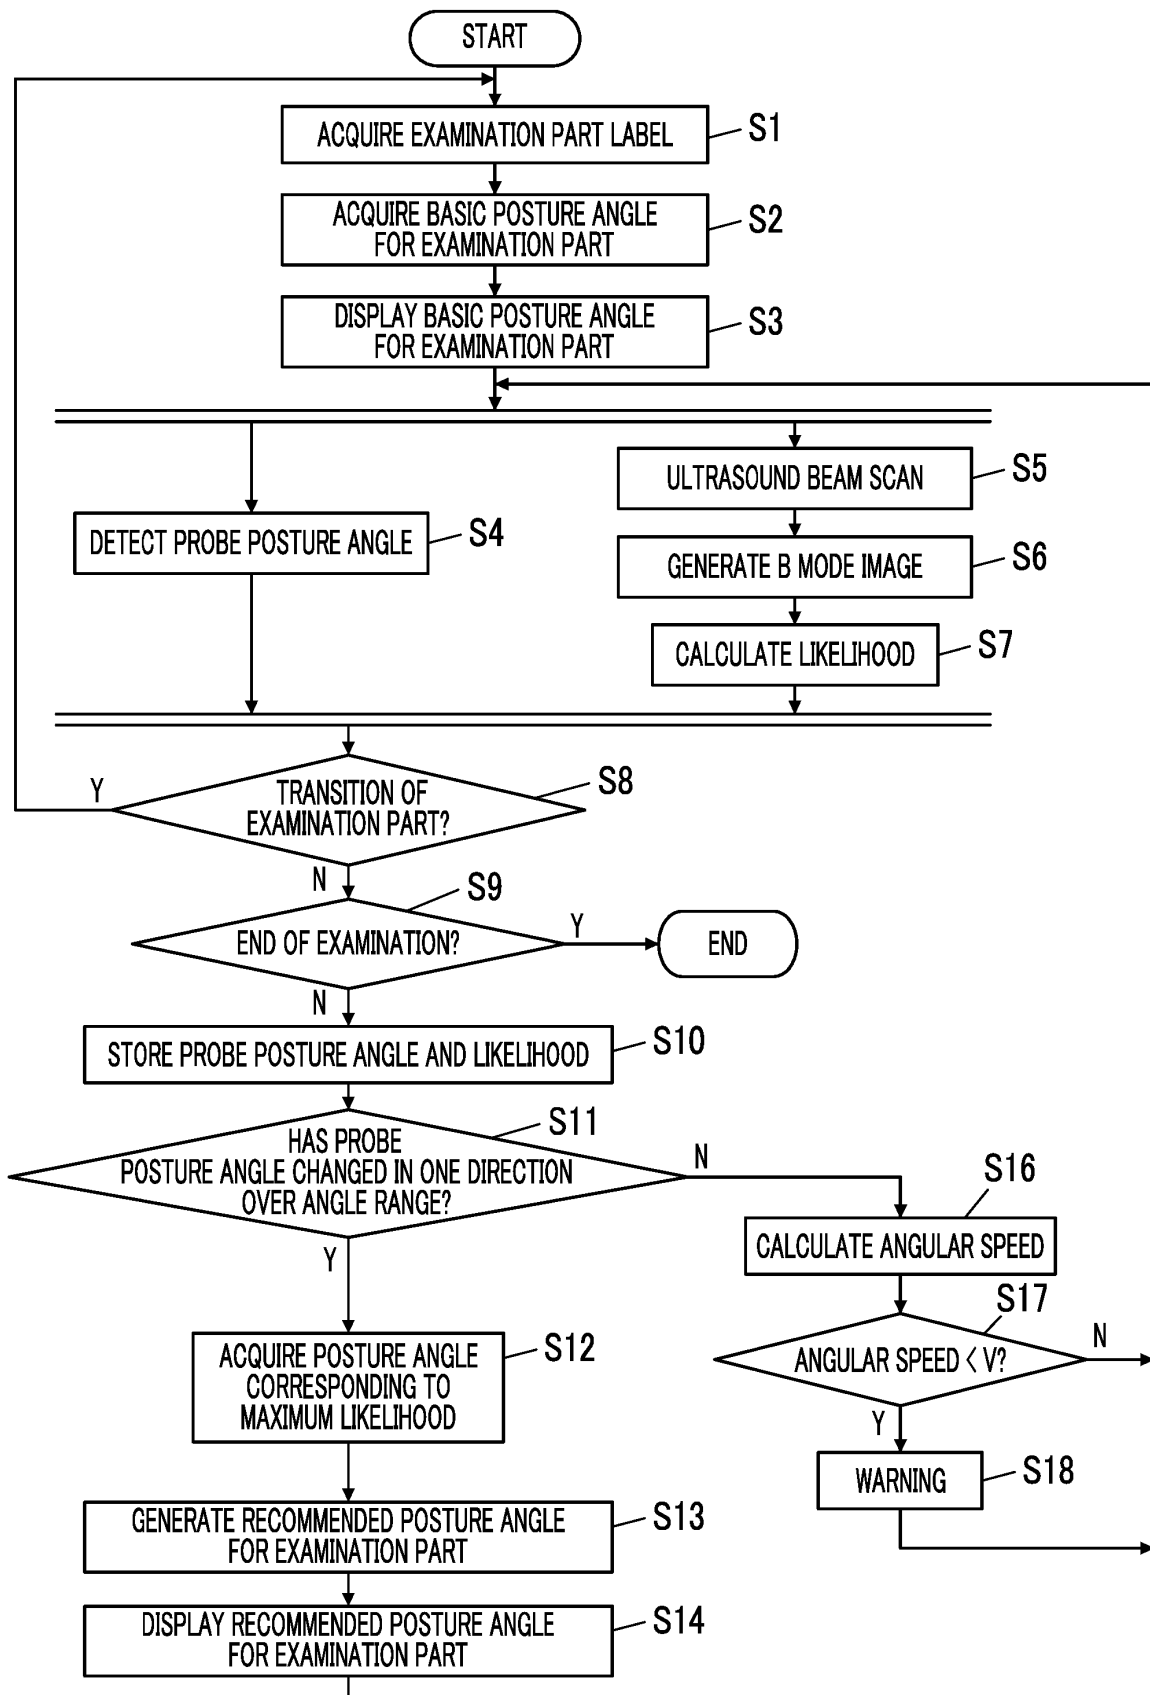 START
ACQUIRE EXAMINATION PART LABEL
S1
ACQUIRE BASIC POSTURE ANGLE
FOR EXAMINATION PART
S2
DISPLAY BASIC POSTURE ANGLE
FOR EXAMINATION PART
S3
DETECT PROBE POSTURE ANGLE
S4
ULTRASOUND BEAM SCAN
S5
GENERATE B MODE IMAGE
S6
CALCULATE LIKELIHOOD
S7
Y
TRANSITION OF
EXAMINATION PART?
S8
N
END OF EXAMINATION?
S9
Y
END
N
STORE PROBE POSTURE ANGLE AND LIKELIHOOD
S10
HAS PROBE
POSTURE ANGLE CHANGED IN ONE DIRECTION
OVER ANGLE RANGE?
S11
N
Y
CALCULATE ANGULAR SPEED
S16
ANGULAR SPEED < V?
S17
N
Y
WARNING
S18
ACQUIRE POSTURE ANGLE
CORRESPONDING TO
MAXIMUM LIKELIHOOD
S12
GENERATE RECOMMENDED POSTURE ANGLE
FOR EXAMINATION PART
S13
DISPLAY RECOMMENDED POSTURE ANGLE
FOR EXAMINATION PART
S14